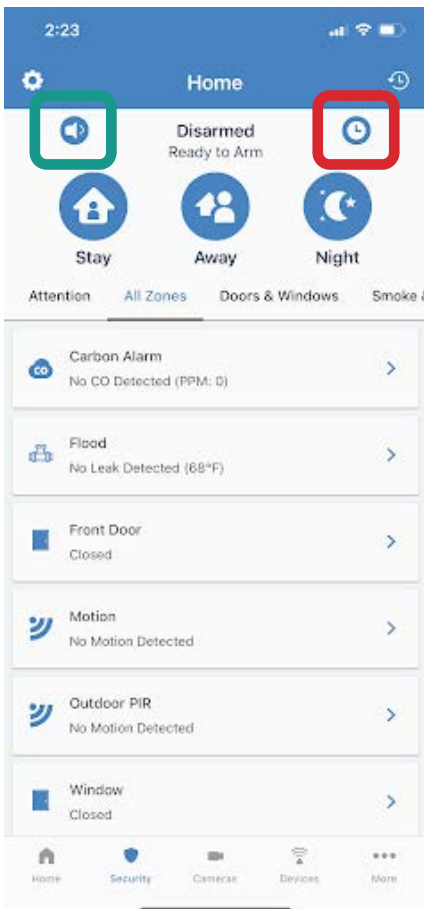 2:23
Home
Disarmed
Ready to Arm
Stay Away Night
Attention All Zones Doors & Windows Smoke &
CO
Carbon Alarm
No CO Detected (PPM: 0)
Flood
No Leak Detected (68°F)
Front Door
Closed
Motion
No Motion Detected
Outdoor PIR
No Motion Detected
Window
Closed
Home Security Cameras Devices More